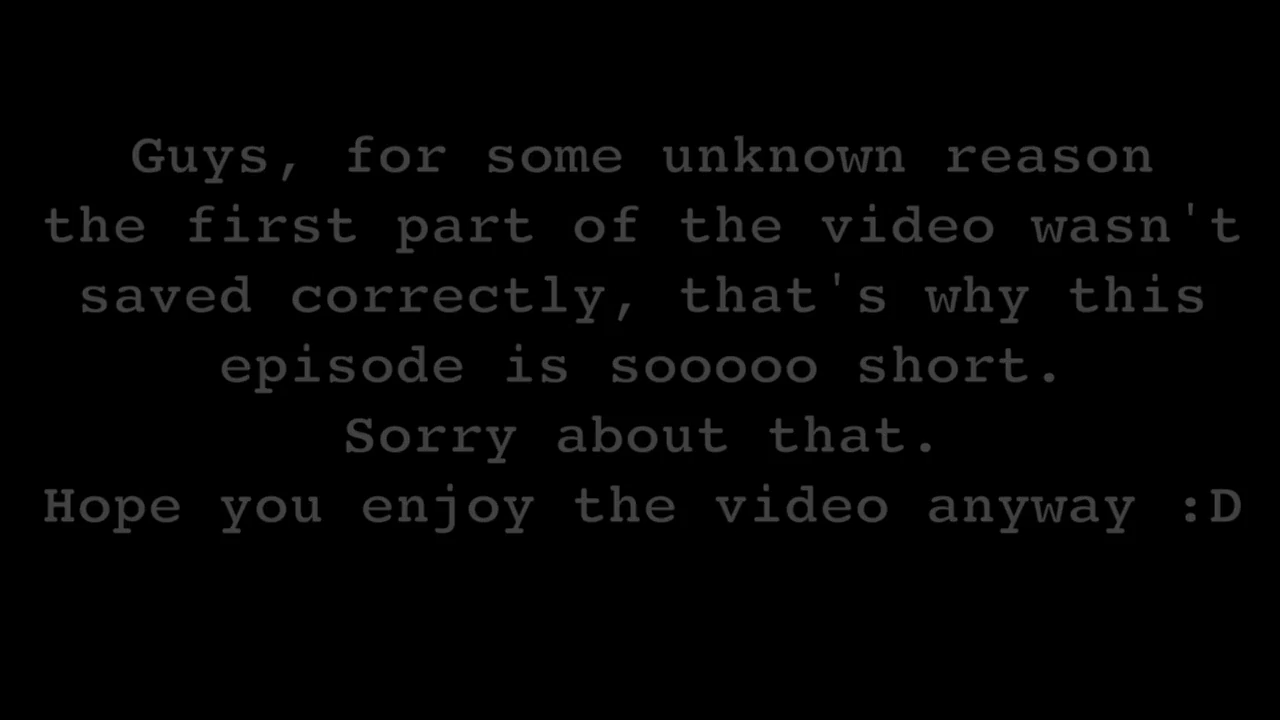 Guys, for some unknown reason
the first part of the video wasn't
saved correctly, that's why this
episode is sooooo short.
Sorry about that.
Hope you enjoy the video anyway :D